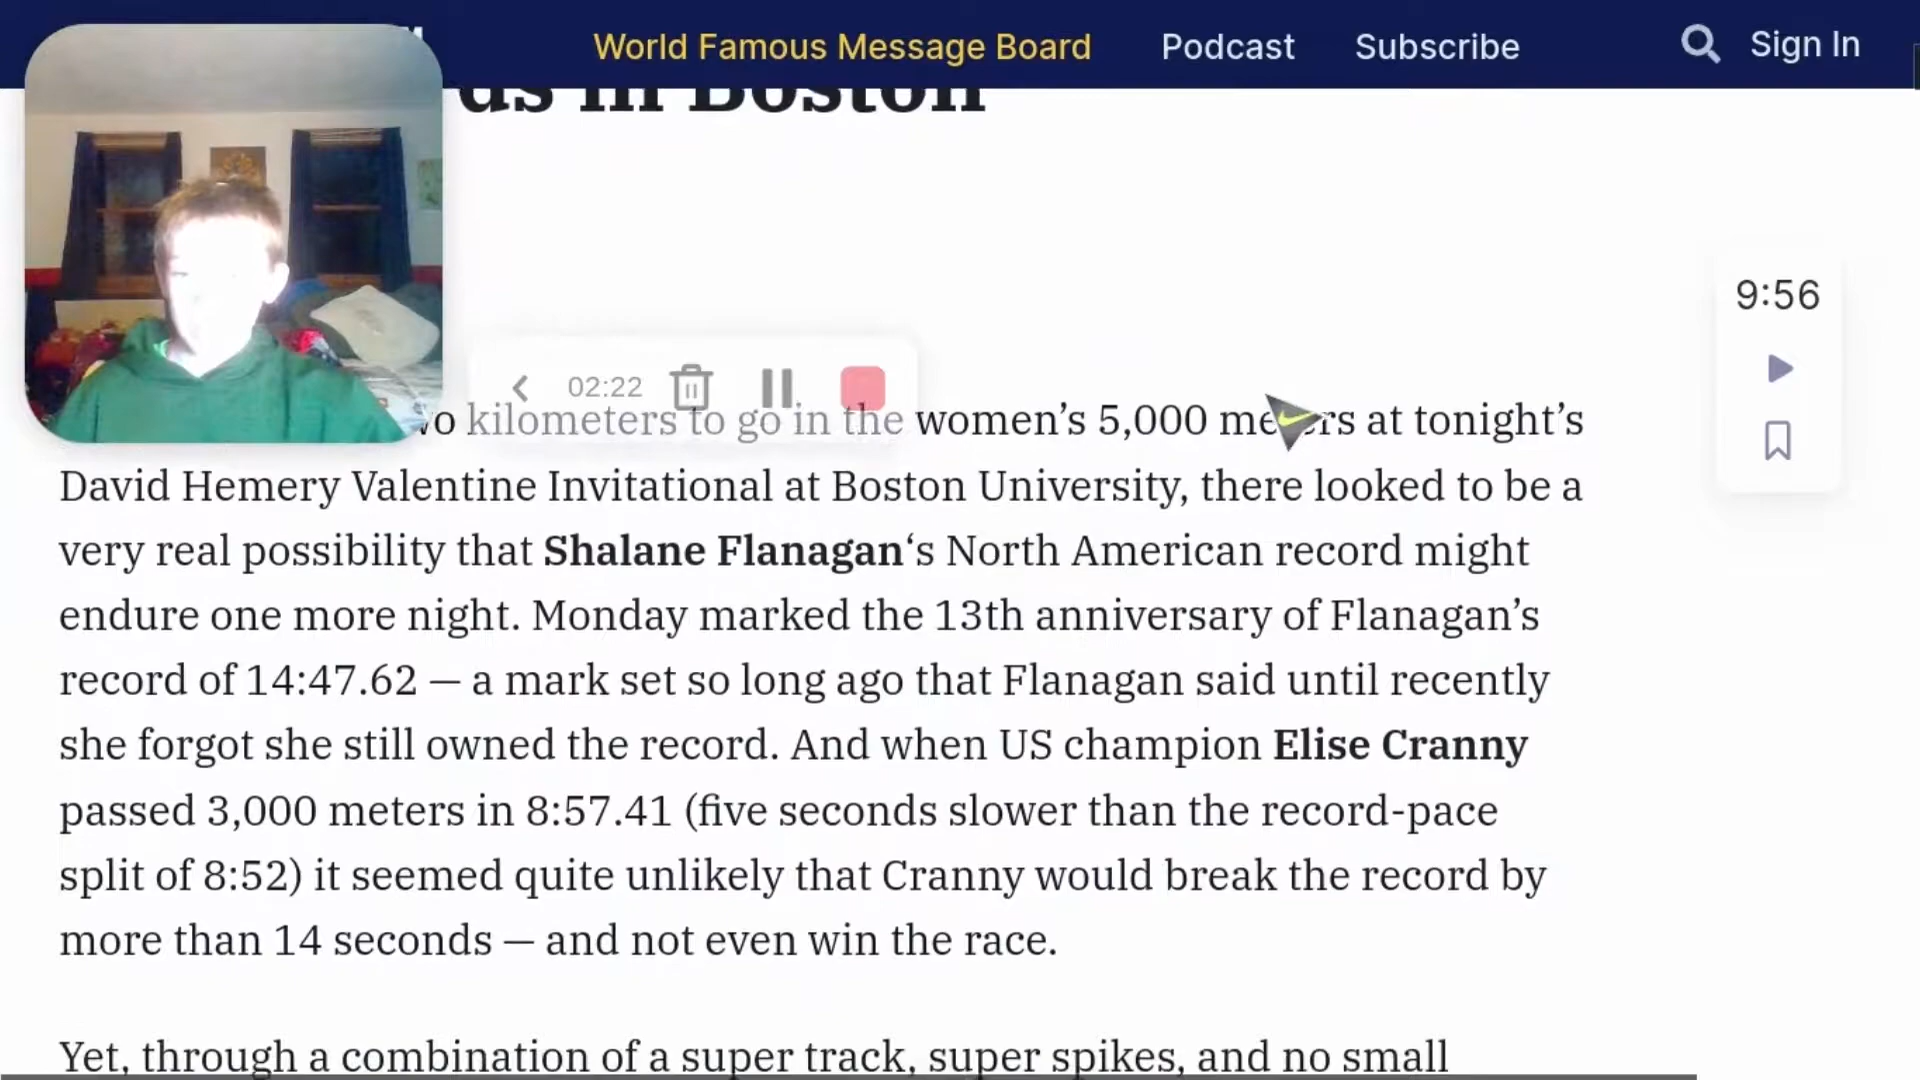 World Famous Message Board Podcast Subscribe Sign In
in Boston
9:56
02:22
kilometers to go in the women’s 5,000 meters at tonight’s
David Hemery Valentine Invitational at Boston University, there looked to be a
very real possibility that Shalane Flanagan‘s North American record might
endure one more night. Monday marked the 13th anniversary of Flanagan’s
record of 14:47.62 — a mark set so long ago that Flanagan said until recently
she forgot she still owned the record. And when US champion Elise Cranny
passed 3,000 meters in 8:57.41 (five seconds slower than the record-pace
split of 8:52) it seemed quite unlikely that Cranny would break the record by
more than 14 seconds — and not even win the race.
Yet, through a combination of a super track, super spikes, and no small